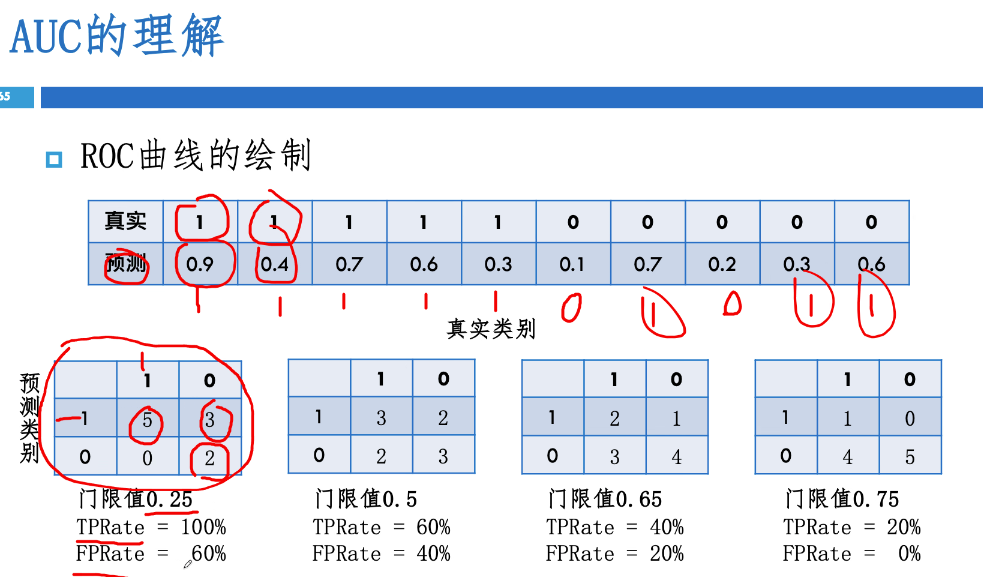 AUC的理解
65
ROC曲线的绘制
真实 1 1 1 1 1 0 0 0 0 0
预测 0.9 0.4 0.7 0.6 0.3 0.1 0.7 0.2 0.3 0.6
1 1 1 1 1 0 1 0 1 1
真实类别
预测类别
1
1 0 1 0 1 0 1 0
1 5 3 1 3 2 1 2 1 1 1 0
0 0 2 0 2 3 0 3 4 0 4 5
门限值0.25 门限值0.5 门限值0.65 门限值0.75
TPRate = 100% TPRate = 60% TPRate = 40% TPRate = 20%
FPRate = 60% FPRate = 40% FPRate = 20% FPRate = 0%